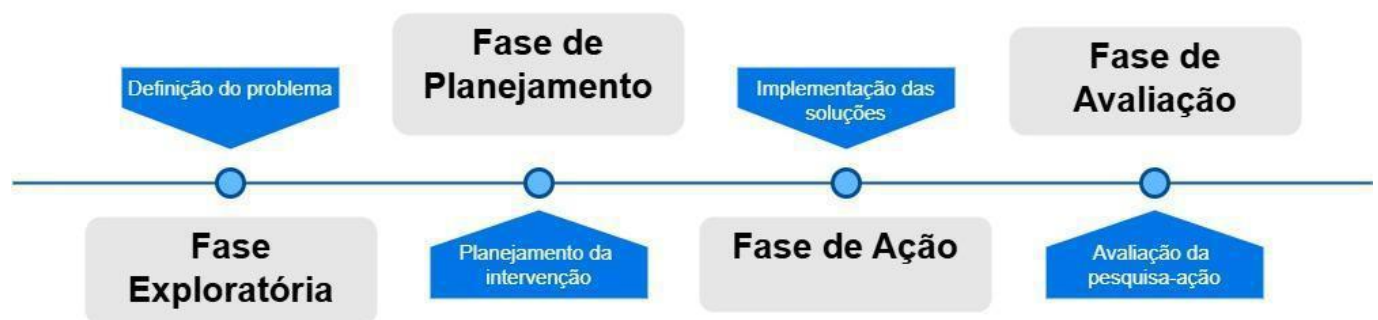 Definição do problema
Fase
Exploratória
Fase de
Planejamento
Planejamento da
intervenção
Implementação das
soluções
Fase de Ação
Fase de
Avaliação
Avaliação da
pesquisa-ação